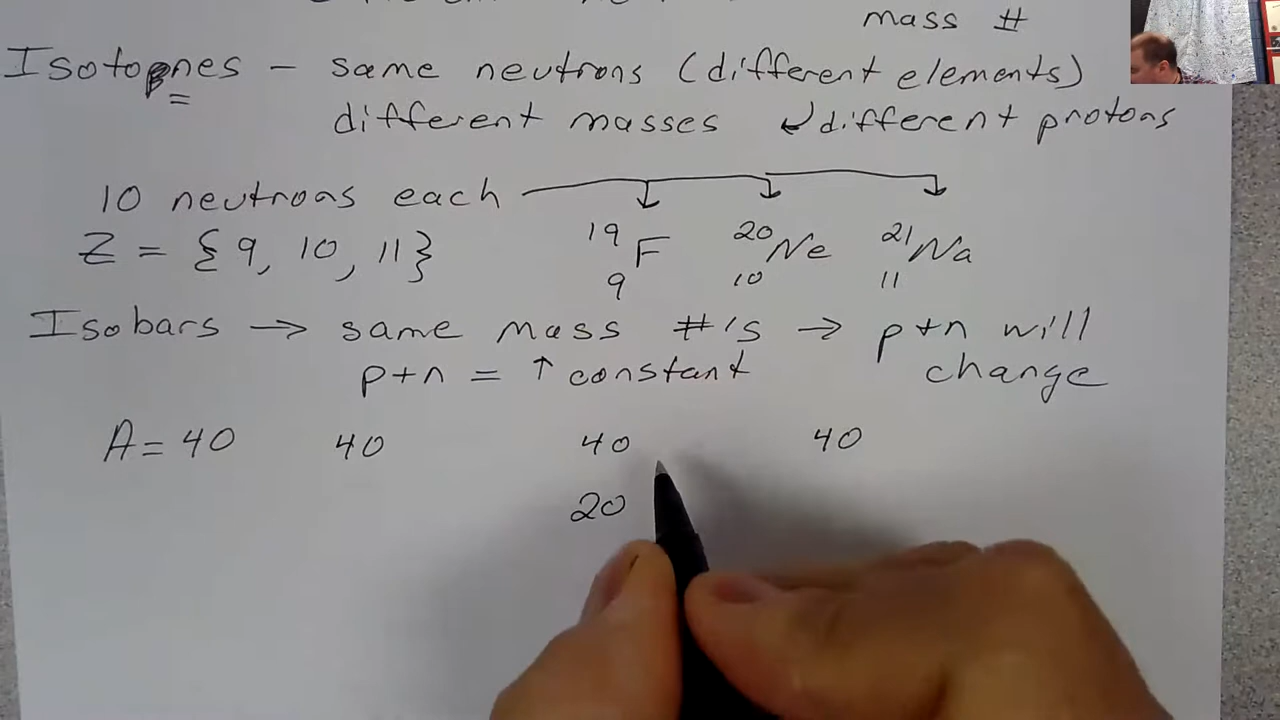 mass #
Isotopnes - same neutrons (different elements)
different masses different protons
10 neutrons each
Z = {9, 10, 11} 19 F 9 20 Ne 10 21 Na 11
Isobars → same mass #'s → p+n will
p+n = ↑ constant change
A = 40 40 40 40
20